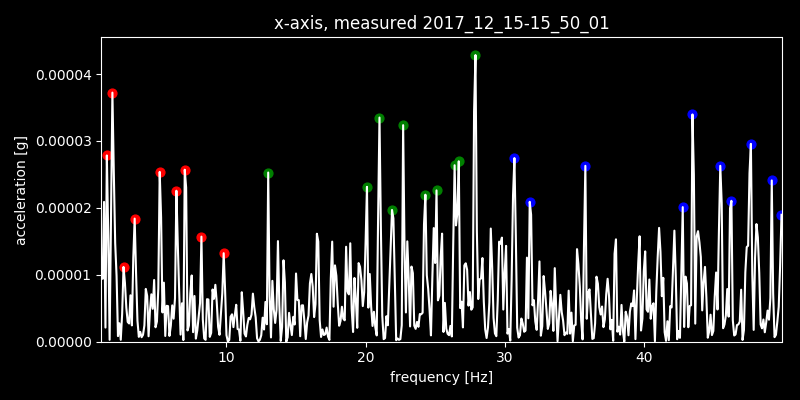 x-axis, measured 2017_12_15-15_50_01
0.00004
0.00003
0.00002
0.00001
0.00000
acceleration [g]
10 20 30 40
frequency [Hz]